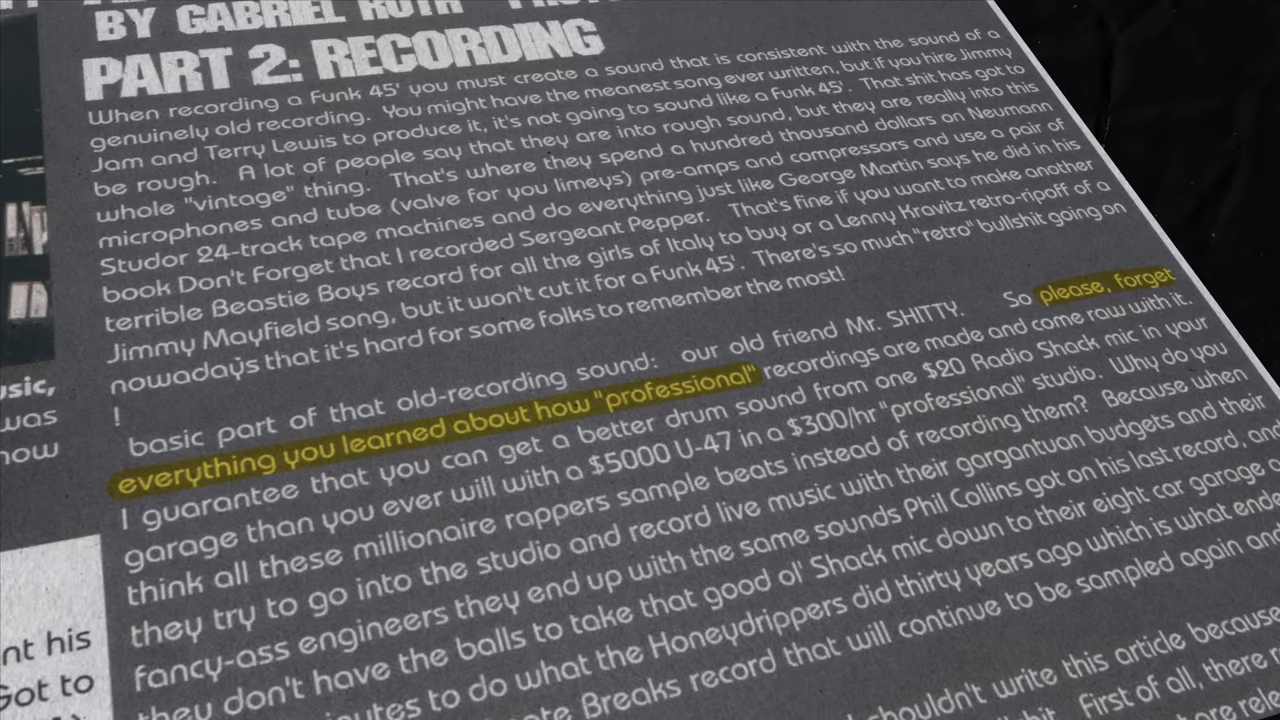 BY GABRIEL ROTH
PART 2: RECORDING
When recording a Funk 45' you must create a sound that is consistent with the sound of a
genuinely old recording. You might have the meanest song ever written, but if you hire Jimmy
Jam and Terry Lewis to produce it, it's not going to sound like a Funk 45'. That shit has got to
be rough. A lot of people say that they are into rough sound, but they are really into this
whole "vintage" thing. That's where they spend a hundred thousand dollars on Neumann
microphones and tube (valve for you limeys) pre-amps and compressors and use a pair of
Studor 24-track tape machines and do everything just like George Martin says he did in his
book Don't Forget that I recorded Sergeant Pepper. That's fine if you want to make another
terrible Beastie Boys record for all the girls of Italy to buy or a Lenny Kravitz retro-ripoff of a
Jimmy Mayfield song, but it won't cut it for a Funk 45'. There's so much "retro" bullshit going on
nowadays that it's hard for some folks to remember the most!
!
basic part of that old-recording sound: our old friend Mr. SHITTY. So please, forget
everything you learned about how "professional" recordings are made and come raw with it.
I guarantee that you can get a better drum sound from one $20 Radio Shack mic in your
garage than you ever will with a $5000 U-47 in a $300/hr "professional" studio. Why do you
think all these millionaire rappers sample beats instead of recording them? Because when
they try to go into the studio and record live music with their gargantuan budgets and their
fancy-ass engineers they end up with the same sounds Phil Collins got on his last record, and
they don't have the balls to take that good ol' Shack mic down to their eight car garage
to do what the Honeydrippers did thirty years ago which is what
Breaks record that will continue to be sampled again and
shouldn't write this article because
First of all, there
usic,
was
now
nt his
Got to